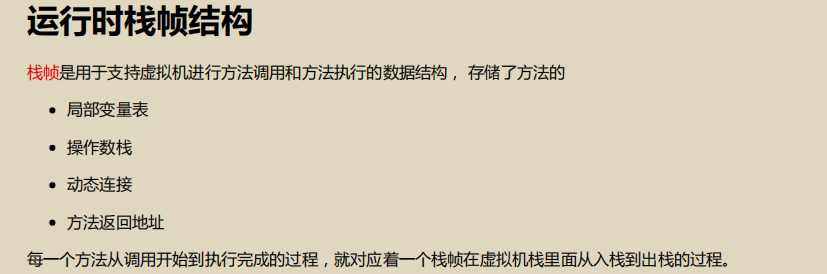 运行时栈帧结构
栈帧是用于支持虚拟机进行方法调用和方法执行的数据结构， 存储了方法的
• 局部变量表
• 操作数栈
• 动态连接
• 方法返回地址
每一个方法从调用开始到执行完成的过程，就对应着一个栈帧在虚拟机栈里面从入栈到出栈的过程。